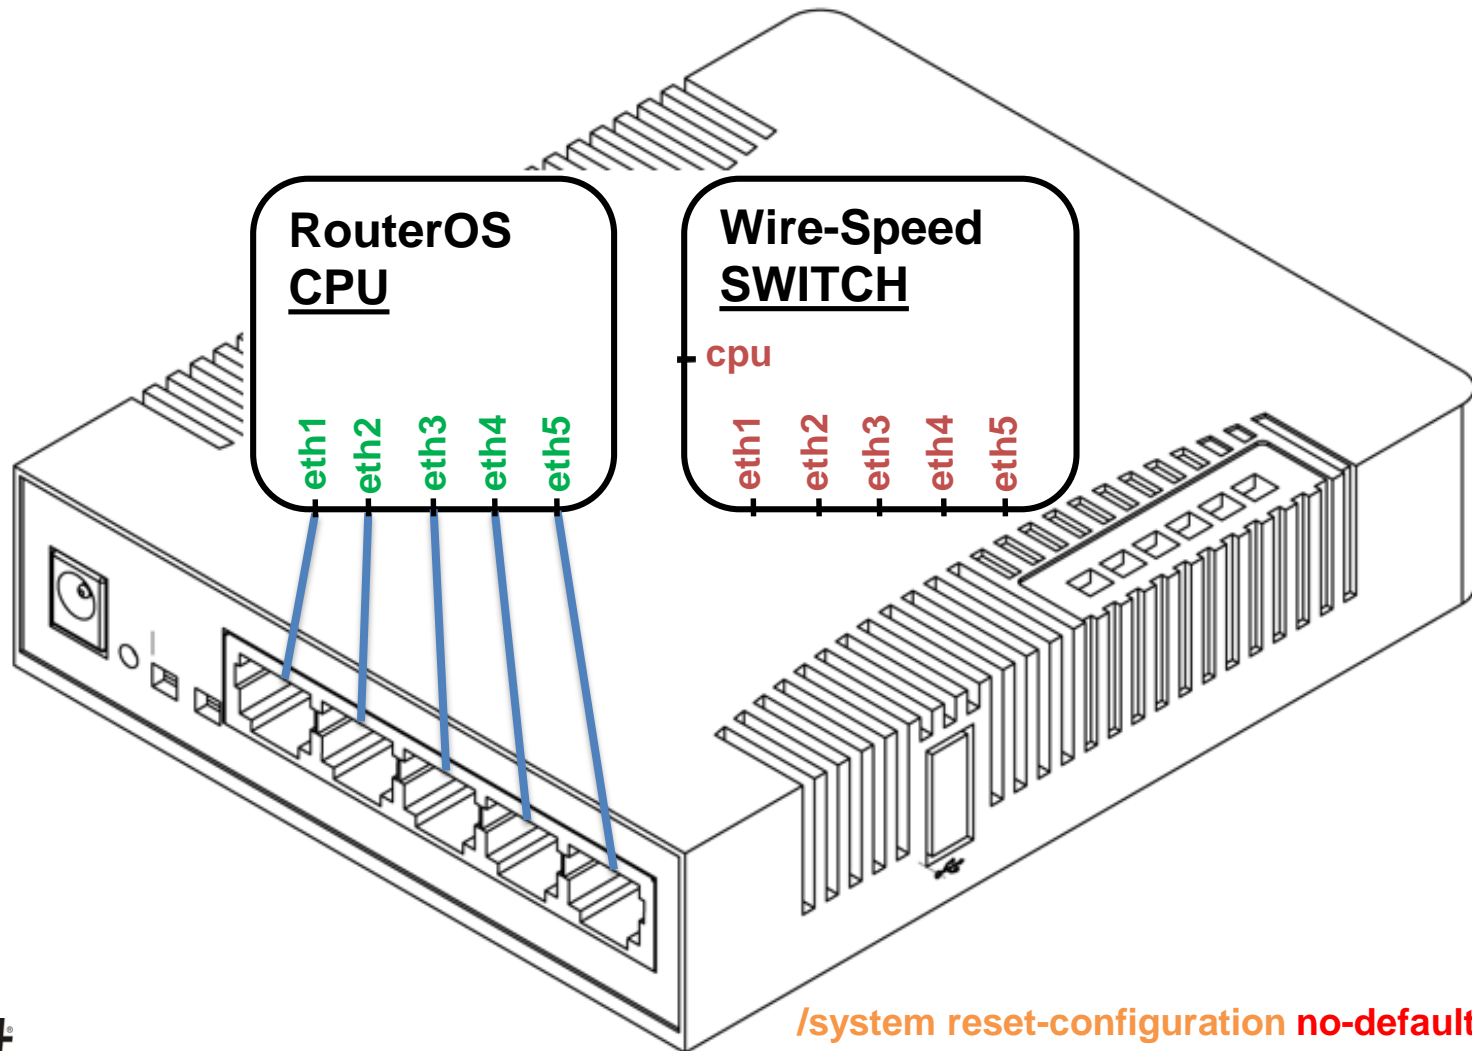 RouterOS
CPU
eth1
eth2
eth3
eth4
eth5
Wire-Speed
SWITCH
cpu
eth1
eth2
eth3
eth4
eth5
/system reset-configuration no-default